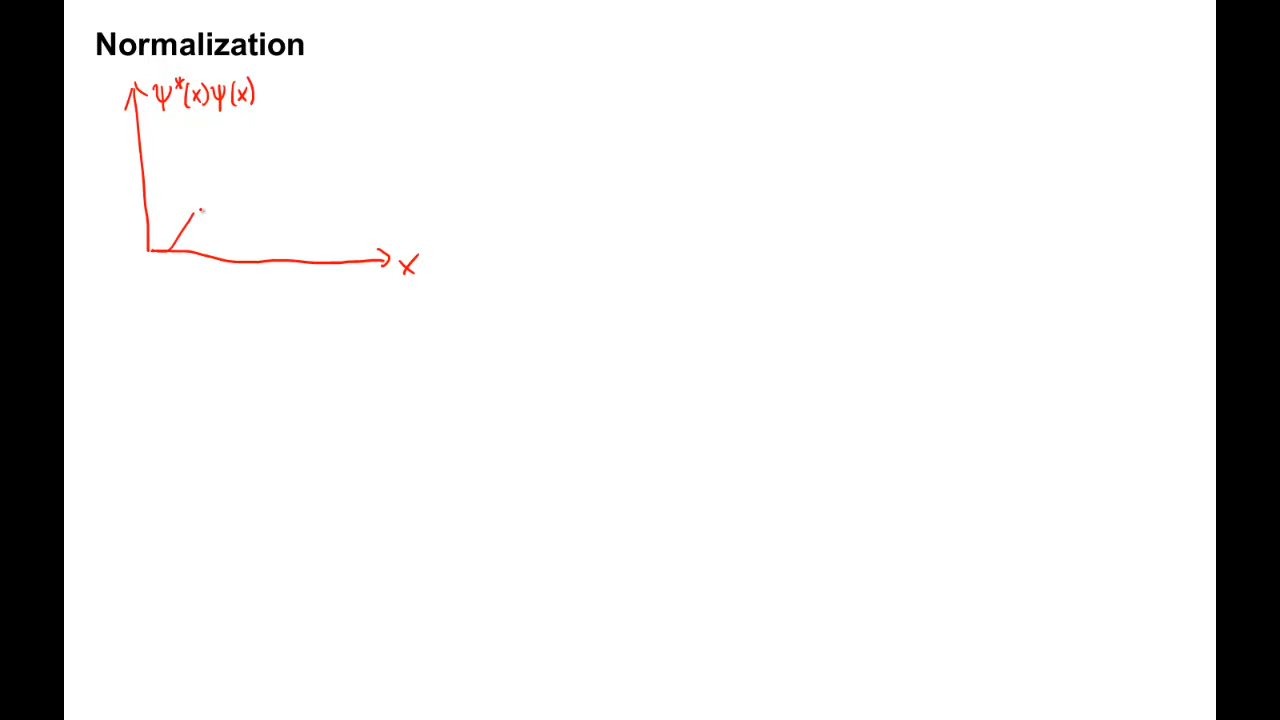 Normalization
ψ*(x)ψ(x)
x